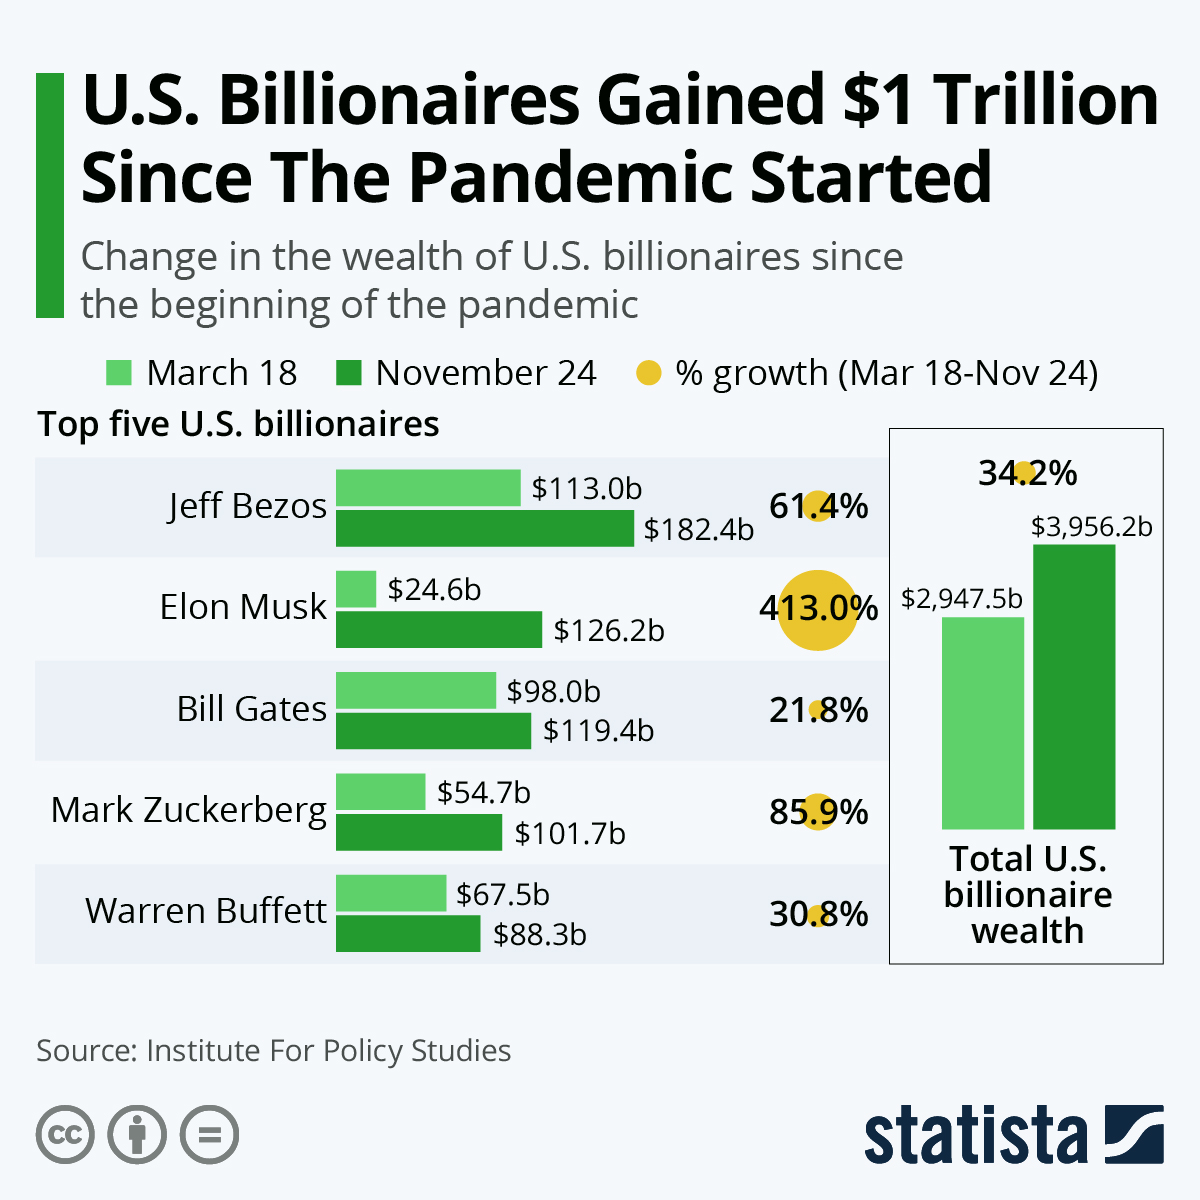 U.S. Billionaires Gained $1 Trillion
Since The Pandemic Started
Change in the wealth of U.S. billionaires since
the beginning of the pandemic
March 18 November 24 % growth (Mar 18-Nov 24)
Top five U.S. billionaires
Jeff Bezos
$113.0b
$182.4b
61.4%
Elon Musk
$24.6b
$126.2b
413.0%
Bill Gates
$98.0b
$119.4b
21.8%
Mark Zuckerberg
$54.7b
$101.7b
85.9%
Warren Buffett
$67.5b
$88.3b
30.8%
34.2%
$3,956.2b
$2,947.5b
Total U.S.
billionaire
wealth
Source: Institute For Policy Studies
cc
statista